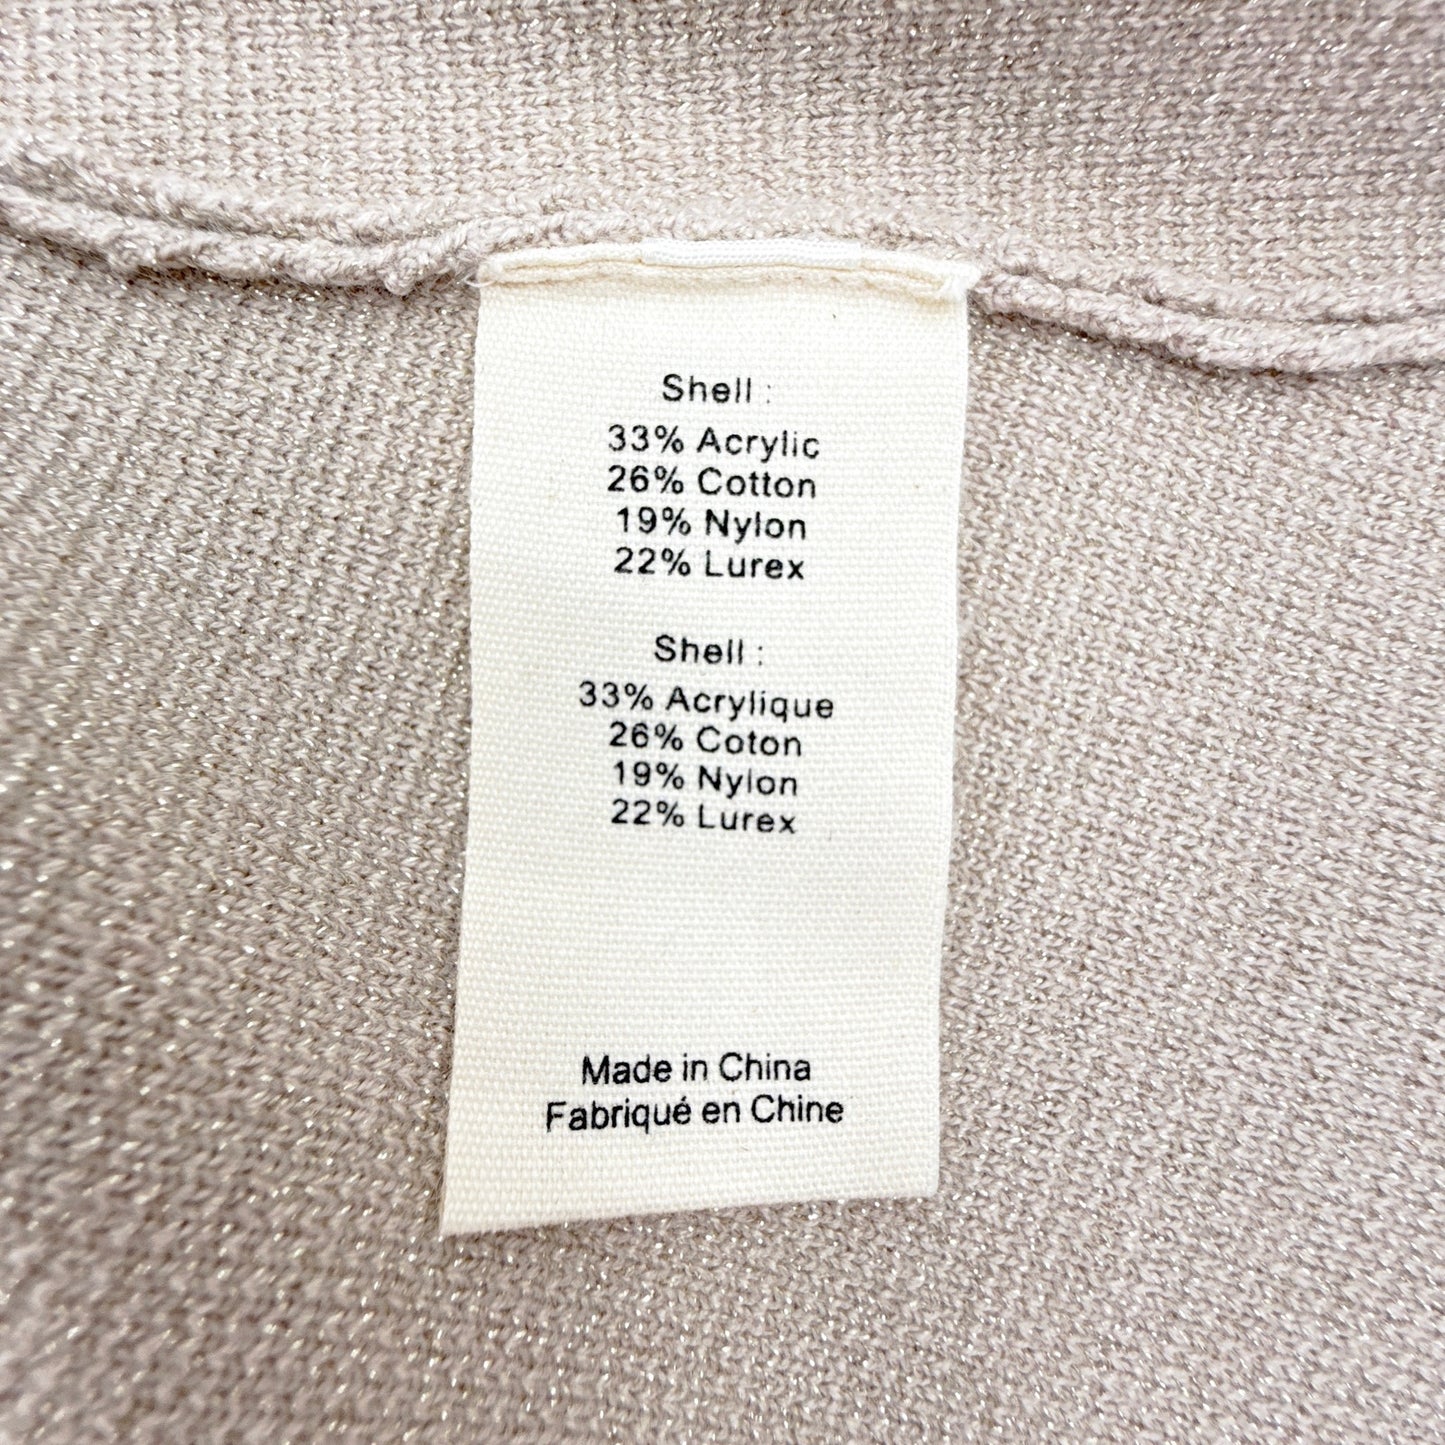 Shell :
33% Acrylic
26% Cotton
19% Nylon
22% Lurex
Shell :
33% Acrylique
26% Coton
19% Nylon
22% Lurex
Made in China
Fabriqué en Chine